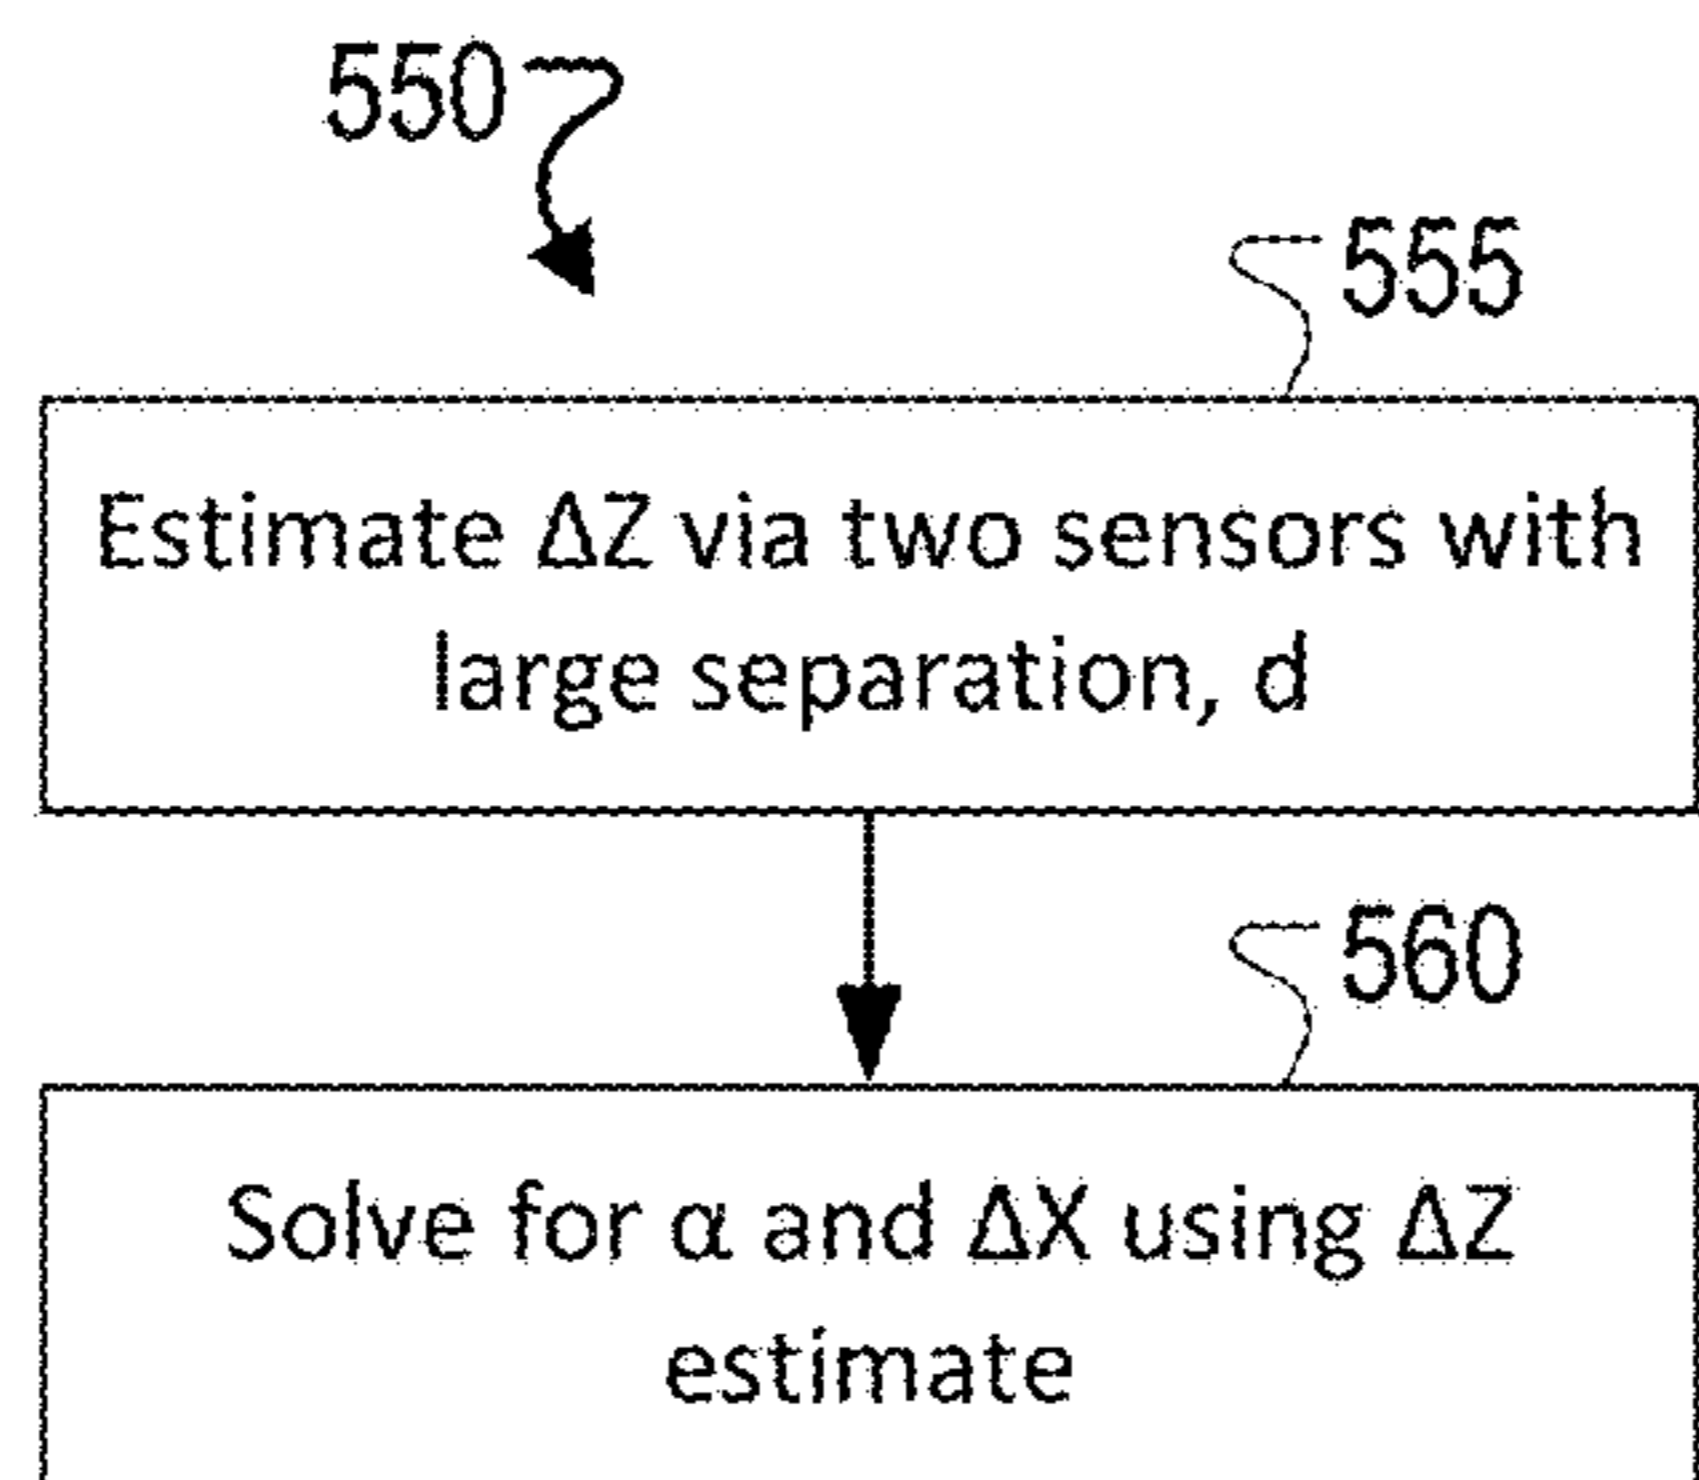 550
555
Estimate ΔZ via two sensors with
large separation, d
560
Solve for α and ΔX using ΔZ
estimate